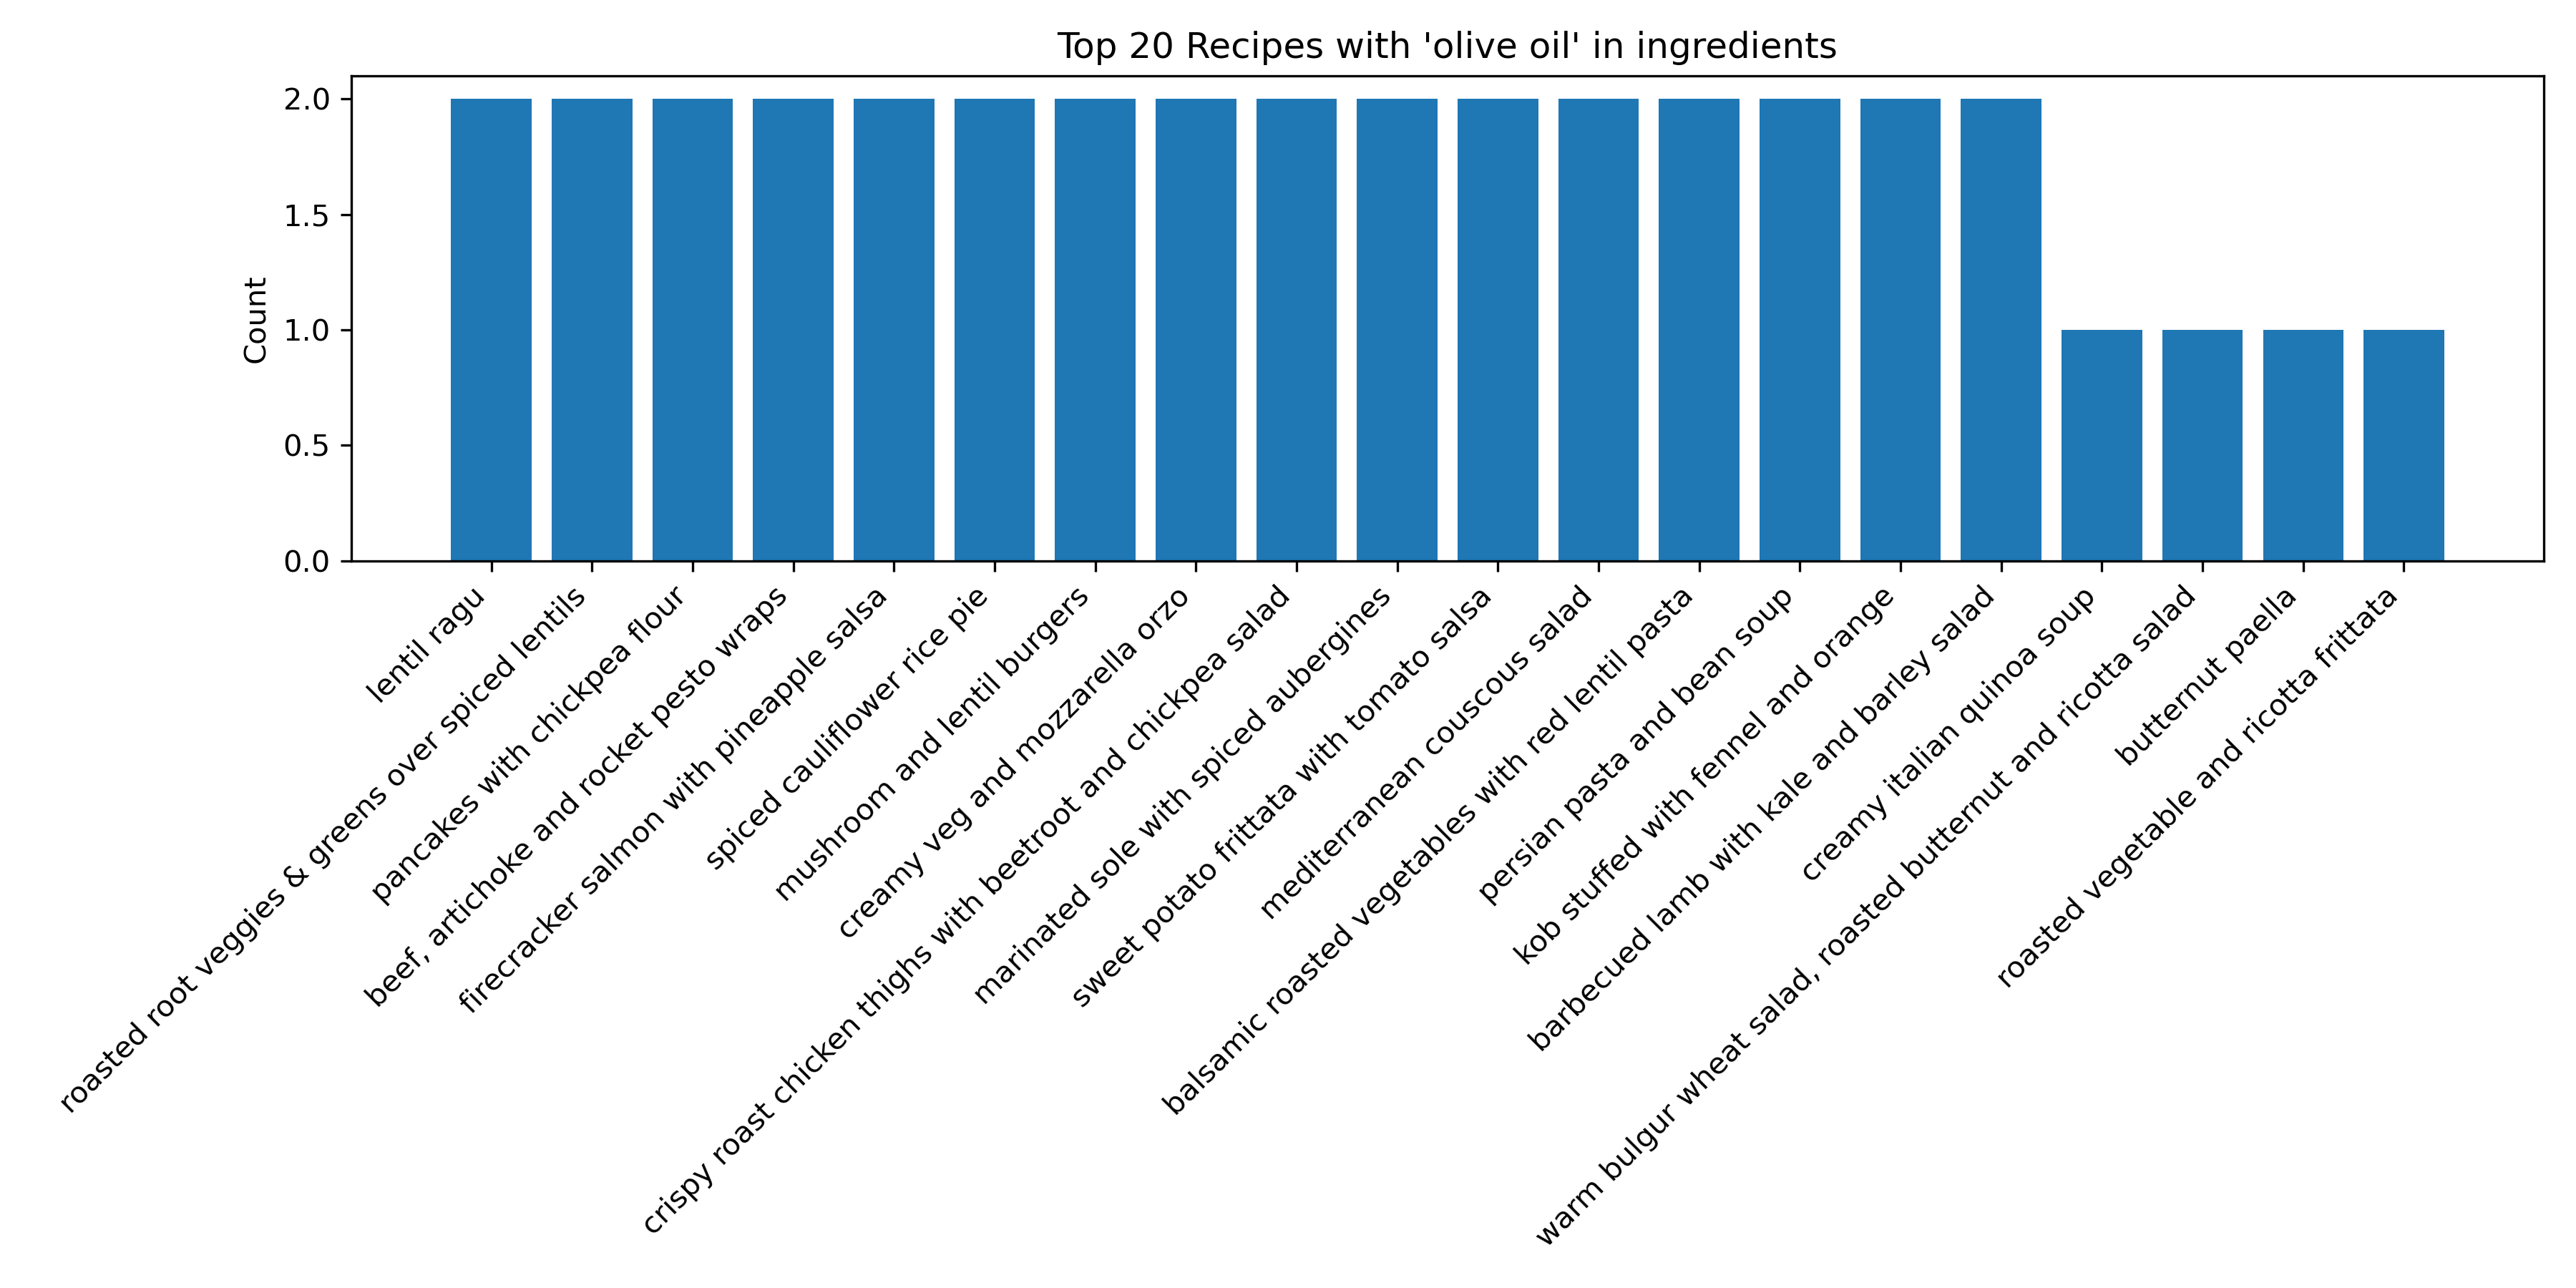 Top 20 Recipes with 'olive oil' in ingredients
Count
2.0
1.5
1.0
0.5
0.0
lentil ragu
roasted root veggies & greens over spiced lentils
pancakes with chickpea flour
beef, artichoke and rocket pesto wraps
firecracker salmon with pineapple salsa
spiced cauliflower rice pie
mushroom and lentil burgers
creamy veg and mozzarella orzo
crispy roast chicken thighs with beetroot and chickpea salad
marinated sole with spiced aubergines
sweet potato frittata with tomato salsa
mediterranean couscous salad
balsamic roasted vegetables with red lentil pasta
persian pasta and bean soup
kob stuffed with fennel and orange
barbecued lamb with kale and barley salad
creamy italian quinoa soup
warm bulgur wheat salad, roasted butternut and ricotta salad
butternut paella
roasted vegetable and ricotta frittata